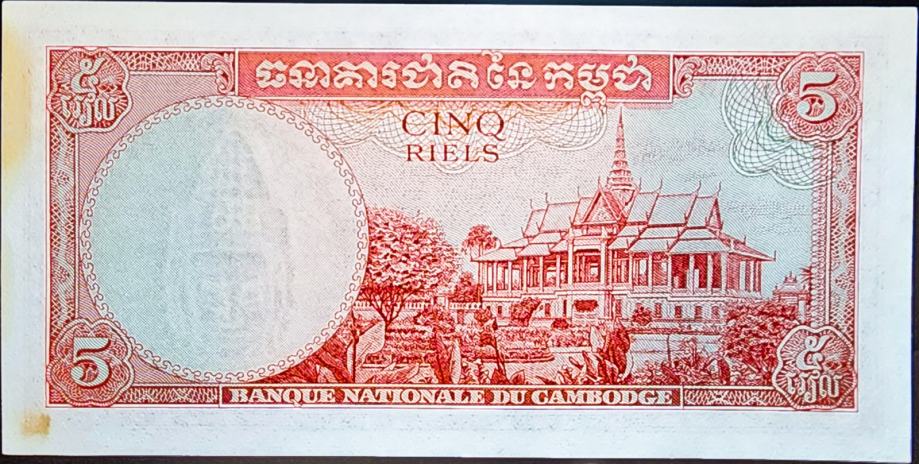 ៥
រៀល
ធនាគារជាតិនៃកម្ពុជា
5
CINQ
RIELS
5
៥
រៀល
BANQUE NATIONALE DU CAMBODGE